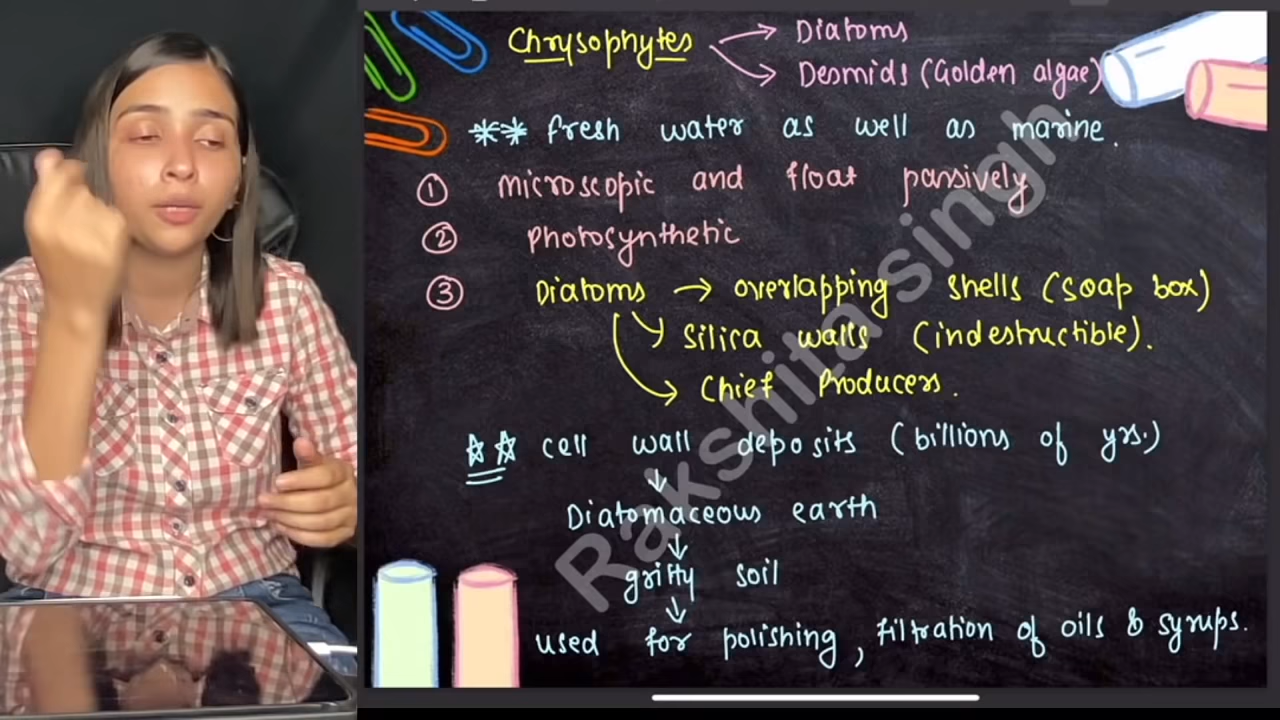 Chrysophytes → Diatoms
→ Desmids (Golden algae)
** fresh water as well as marine.
① microscopic and float passively
② photosynthetic
③ Diatoms → overlapping shells (soap box)
→ silica walls (indestructible).
→ chief producers.
☆☆ cell wall deposits (billions of yrs.)
↓
Diatomaceous earth
↓
gritty soil
↓
used for polishing, filtration of oils & syrups.
Rakshita singh